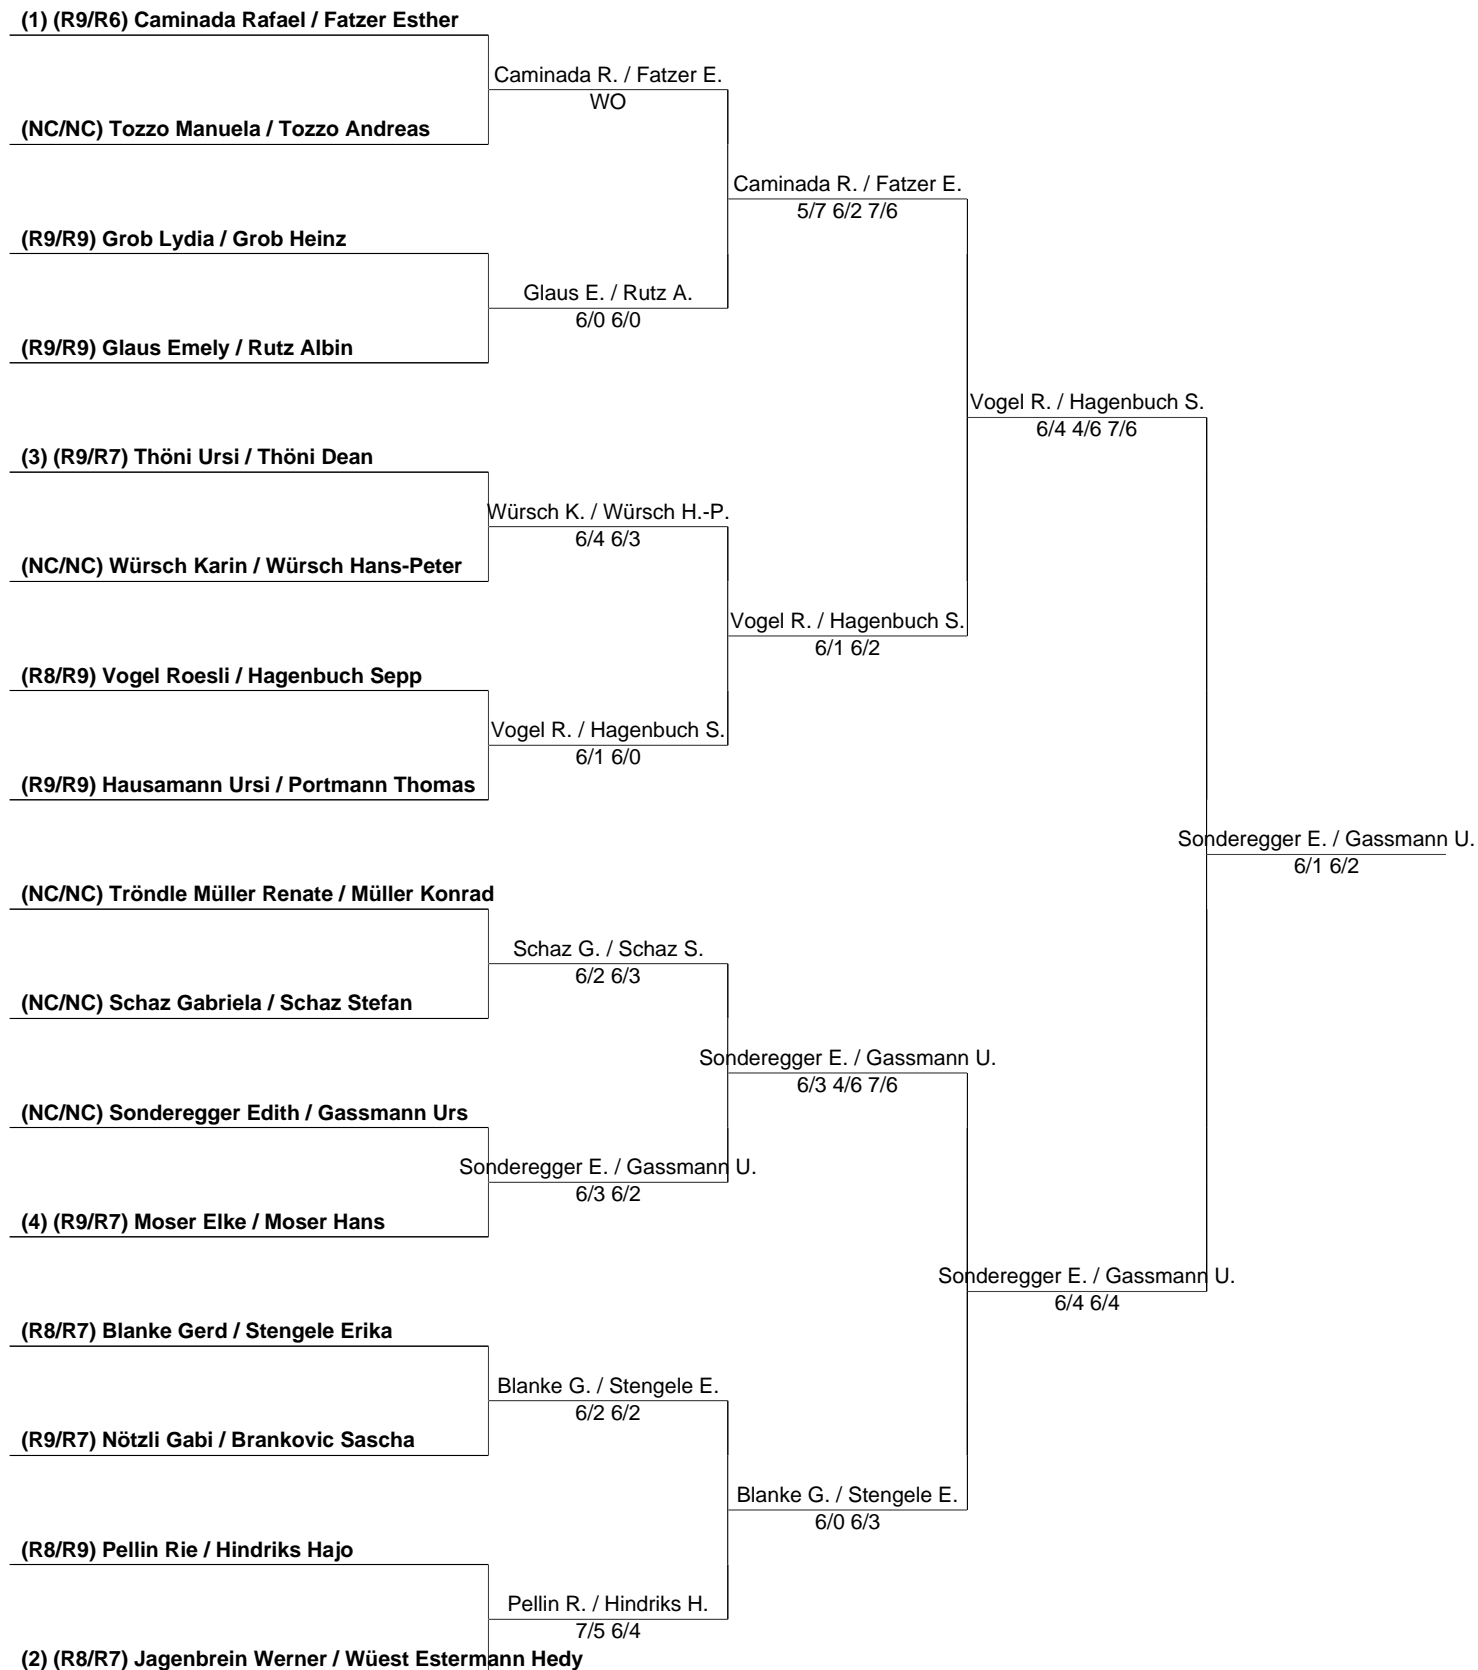 (1) (R9/R6) Caminada Rafael / Fatzer Esther
Caminada R. / Fatzer E.
WO
(NC/NC) Tozzo Manuela / Tozzo Andreas
Caminada R. / Fatzer E.
5/7 6/2 7/6
(R9/R9) Grob Lydia / Grob Heinz
Glaus E. / Rutz A.
6/0 6/0
(R9/R9) Glaus Emely / Rutz Albin
Vogel R. / Hagenbuch S.
6/4 4/6 7/6
(3) (R9/R7) Thöni Ursi / Thöni Dean
Würsch K. / Würsch H.-P.
6/4 6/3
(NC/NC) Würsch Karin / Würsch Hans-Peter
Vogel R. / Hagenbuch S.
6/1 6/2
(R8/R9) Vogel Roesli / Hagenbuch Sepp
Vogel R. / Hagenbuch S.
6/1 6/0
(R9/R9) Hausamann Ursi / Portmann Thomas
Sonderegger E. / Gassmann U.
6/1 6/2
(NC/NC) Tröndle Müller Renate / Müller Konrad
Schaz G. / Schaz S.
6/2 6/3
(NC/NC) Schaz Gabriela / Schaz Stefan
Sonderegger E. / Gassmann U.
6/3 4/6 7/6
(NC/NC) Sonderegger Edith / Gassmann Urs
Sonderegger E. / Gassmann U.
6/3 6/2
(4) (R9/R7) Moser Elke / Moser Hans
Sonderegger E. / Gassmann U.
6/4 6/4
(R8/R7) Blanke Gerd / Stengele Erika
Blanke G. / Stengele E.
6/2 6/2
(R9/R7) Nötzli Gabi / Brankovic Sascha
Blanke G. / Stengele E.
6/0 6/3
(R8/R9) Pellin Rie / Hindriks Hajo
Pellin R. / Hindriks H.
7/5 6/4
(2) (R8/R7) Jagenbrein Werner / Wüest Estermann Hedy